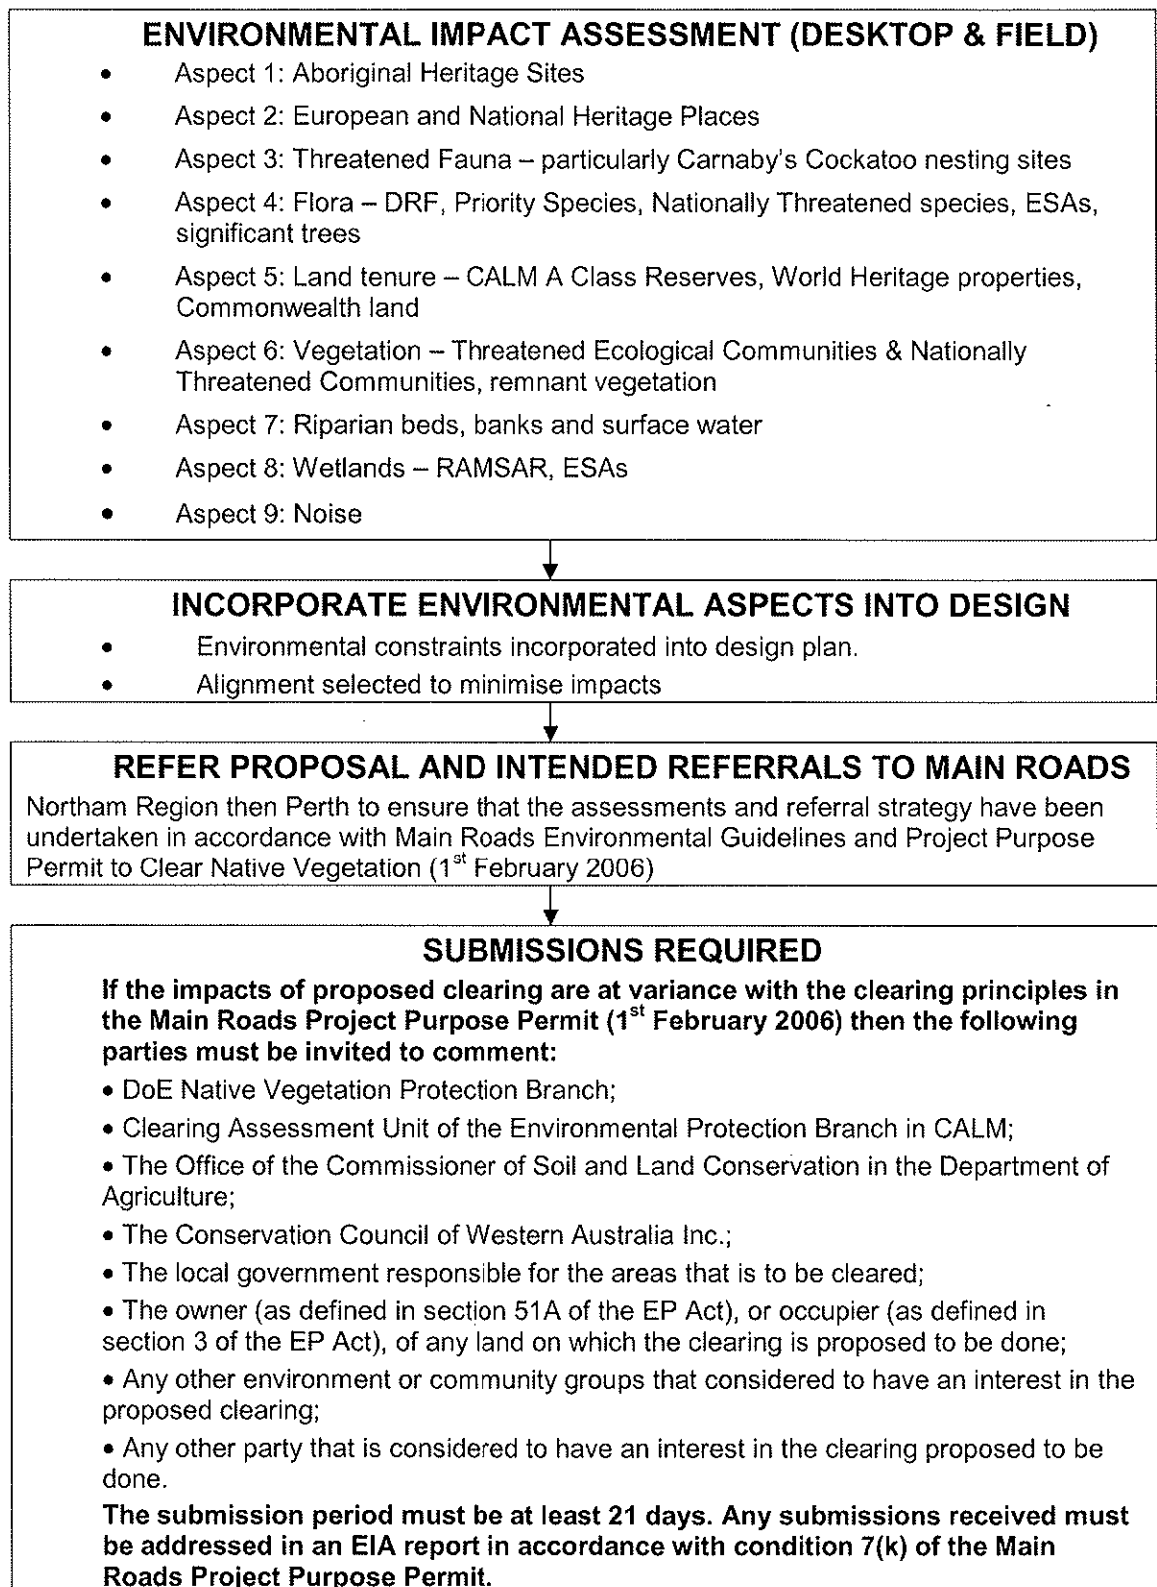 ENVIRONMENTAL IMPACT ASSESSMENT (DESKTOP & FIELD)
• Aspect 1: Aboriginal Heritage Sites
• Aspect 2: European and National Heritage Places
• Aspect 3: Threatened Fauna – particularly Carnaby's Cockatoo nesting sites
• Aspect 4: Flora – DRF, Priority Species, Nationally Threatened species, ESAs,
significant trees
• Aspect 5: Land tenure – CALM A Class Reserves, World Heritage properties,
Commonwealth land
• Aspect 6: Vegetation – Threatened Ecological Communities & Nationally
Threatened Communities, remnant vegetation
• Aspect 7: Riparian beds, banks and surface water
• Aspect 8: Wetlands – RAMSAR, ESAs
• Aspect 9: Noise
INCORPORATE ENVIRONMENTAL ASPECTS INTO DESIGN
• Environmental constraints incorporated into design plan.
• Alignment selected to minimise impacts
REFER PROPOSAL AND INTENDED REFERRALS TO MAIN ROADS
Northam Region then Perth to ensure that the assessments and referral strategy have been
undertaken in accordance with Main Roads Environmental Guidelines and Project Purpose
Permit to Clear Native Vegetation (1st February 2006)
SUBMISSIONS REQUIRED
If the impacts of proposed clearing are at variance with the clearing principles in
the Main Roads Project Purpose Permit (1st February 2006) then the following
parties must be invited to comment:
• DoE Native Vegetation Protection Branch;
• Clearing Assessment Unit of the Environmental Protection Branch in CALM;
• The Office of the Commissioner of Soil and Land Conservation in the Department of
Agriculture;
• The Conservation Council of Western Australia Inc.;
• The local government responsible for the areas that is to be cleared;
• The owner (as defined in section 51A of the EP Act), or occupier (as defined in
section 3 of the EP Act), of any land on which the clearing is proposed to be done;
• Any other environment or community groups that considered to have an interest in the
proposed clearing;
• Any other party that is considered to have an interest in the clearing proposed to be
done.
The submission period must be at least 21 days. Any submissions received must
be addressed in an EIA report in accordance with condition 7(k) of the Main
Roads Project Purpose Permit.